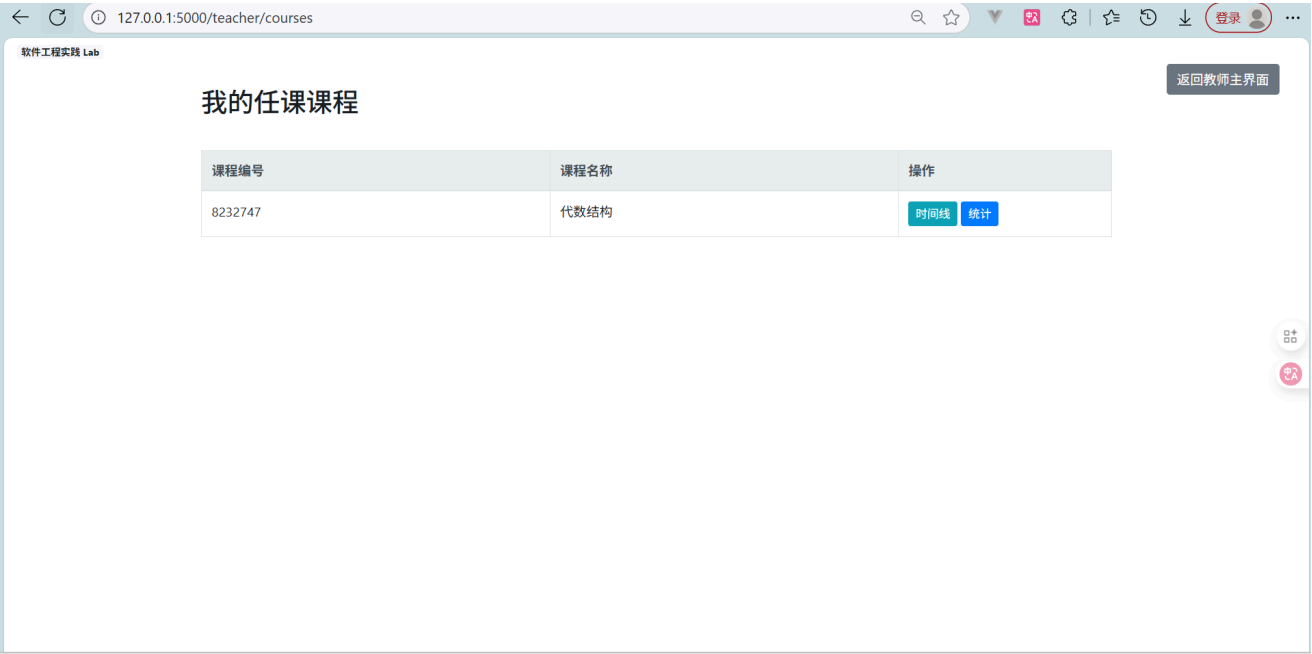 127.0.0.1:5000/teacher/courses
登录
软件工程实践 Lab
返回教师主界面
我的任课课程
课程编号 课程名称 操作
8232747 代数结构 时间线 统计